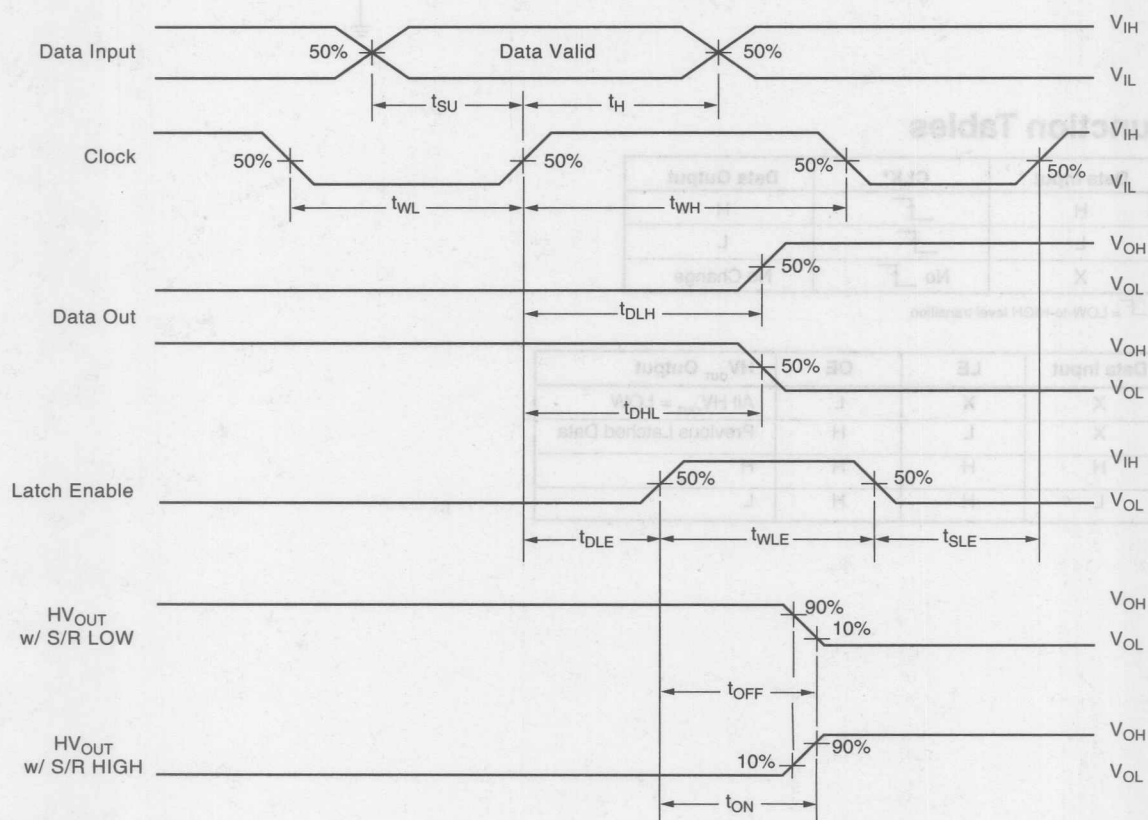 Data Input
50%
Data Valid
50%
V_IH
V_IL
t_SU
t_H
Clock
50%
50%
50%
50%
V_IH
V_IL
t_WL
t_WH
Data Out
50%
V_OH
V_OL
t_DLH
50%
V_OH
V_OL
t_DHL
Latch Enable
50%
50%
V_IH
V_OL
t_DLE
t_WLE
t_SLE
HV_OUT
w/ S/R LOW
90%
10%
V_OH
V_OL
t_OFF
HV_OUT
w/ S/R HIGH
10%
90%
V_OH
V_OL
t_ON